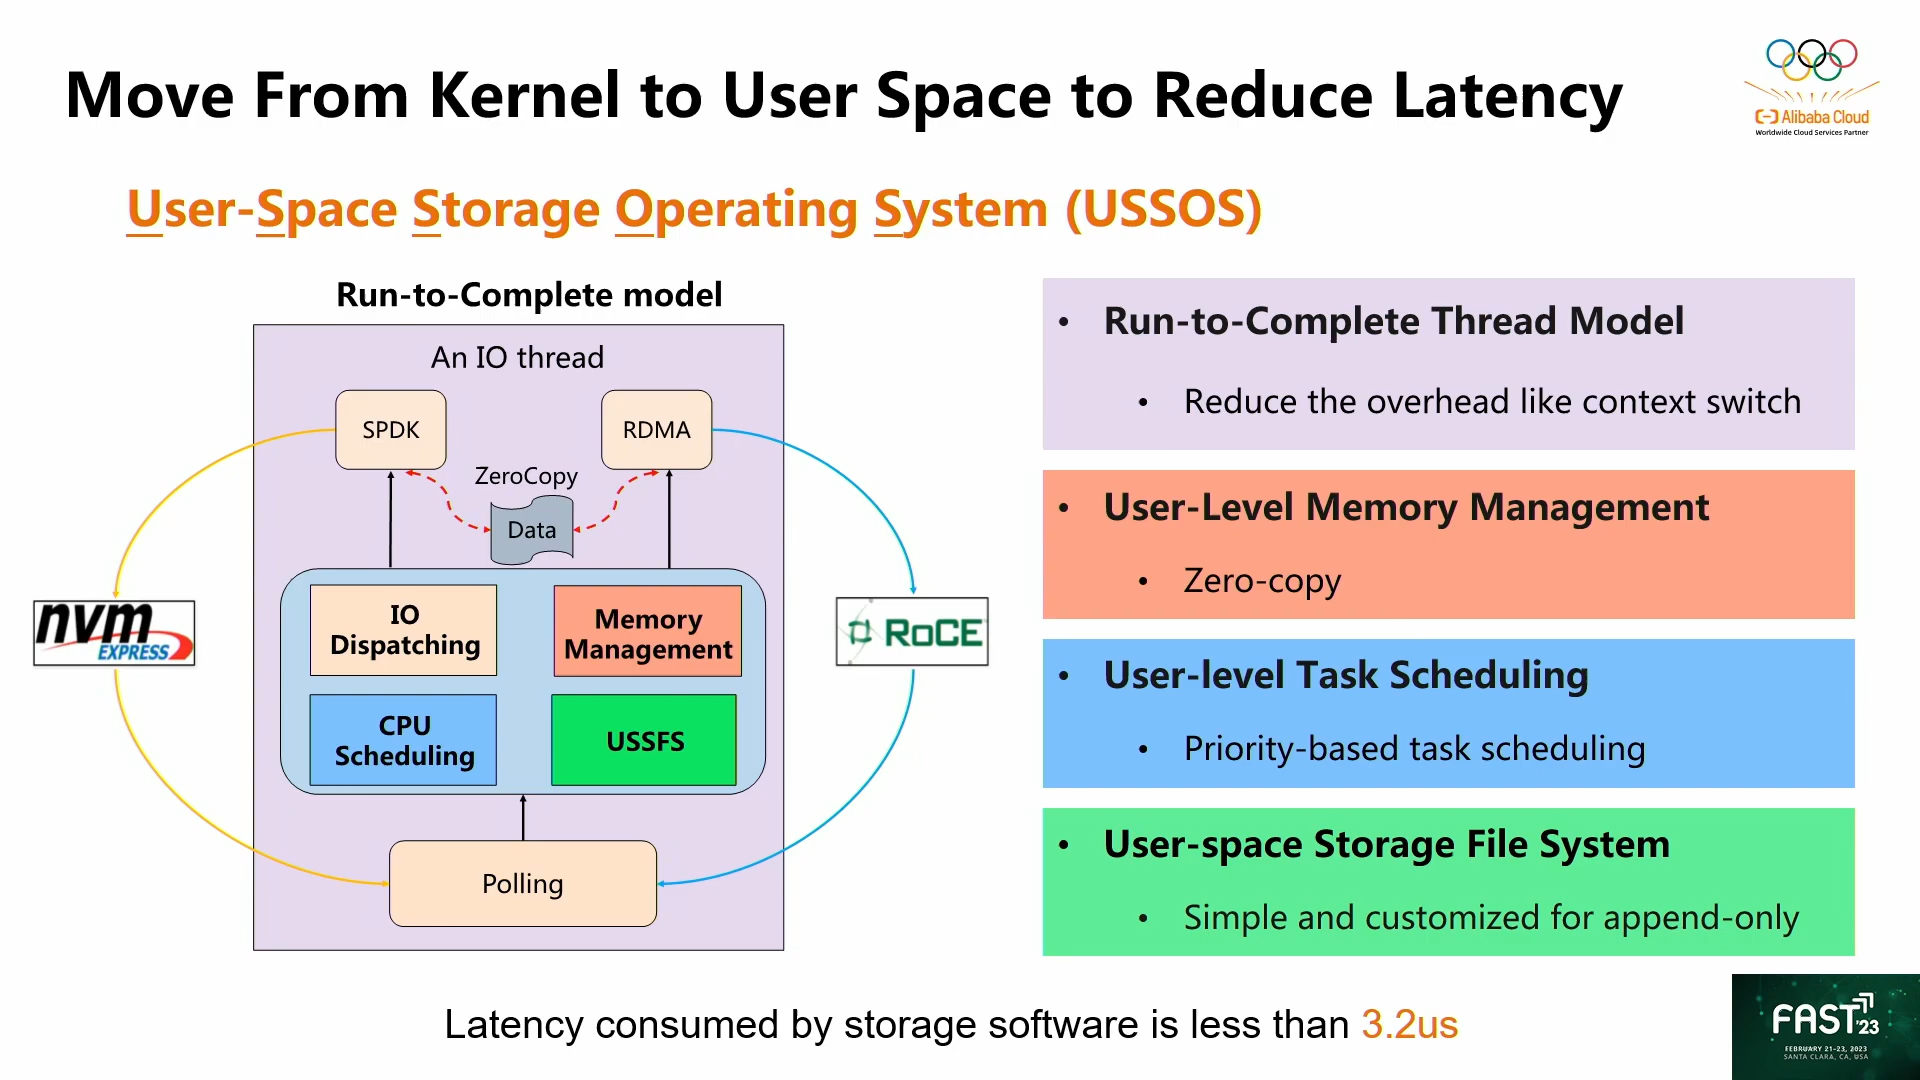 Move From Kernel to User Space to Reduce Latency
Alibaba Cloud
Worldwide Cloud Services Partner
User-Space Storage Operating System (USSOS)
Run-to-Complete model
An IO thread
SPDK
RDMA
ZeroCopy
Data
nvm
EXPRESS
RoCE
IO
Dispatching
Memory
Management
CPU
Scheduling
USSFS
Polling
• Run-to-Complete Thread Model
• Reduce the overhead like context switch
• User-Level Memory Management
• Zero-copy
• User-level Task Scheduling
• Priority-based task scheduling
• User-space Storage File System
• Simple and customized for append-only
Latency consumed by storage software is less than 3.2us
FAST '23
FEBRUARY 21-23, 2023
SANTA CLARA, CA, USA